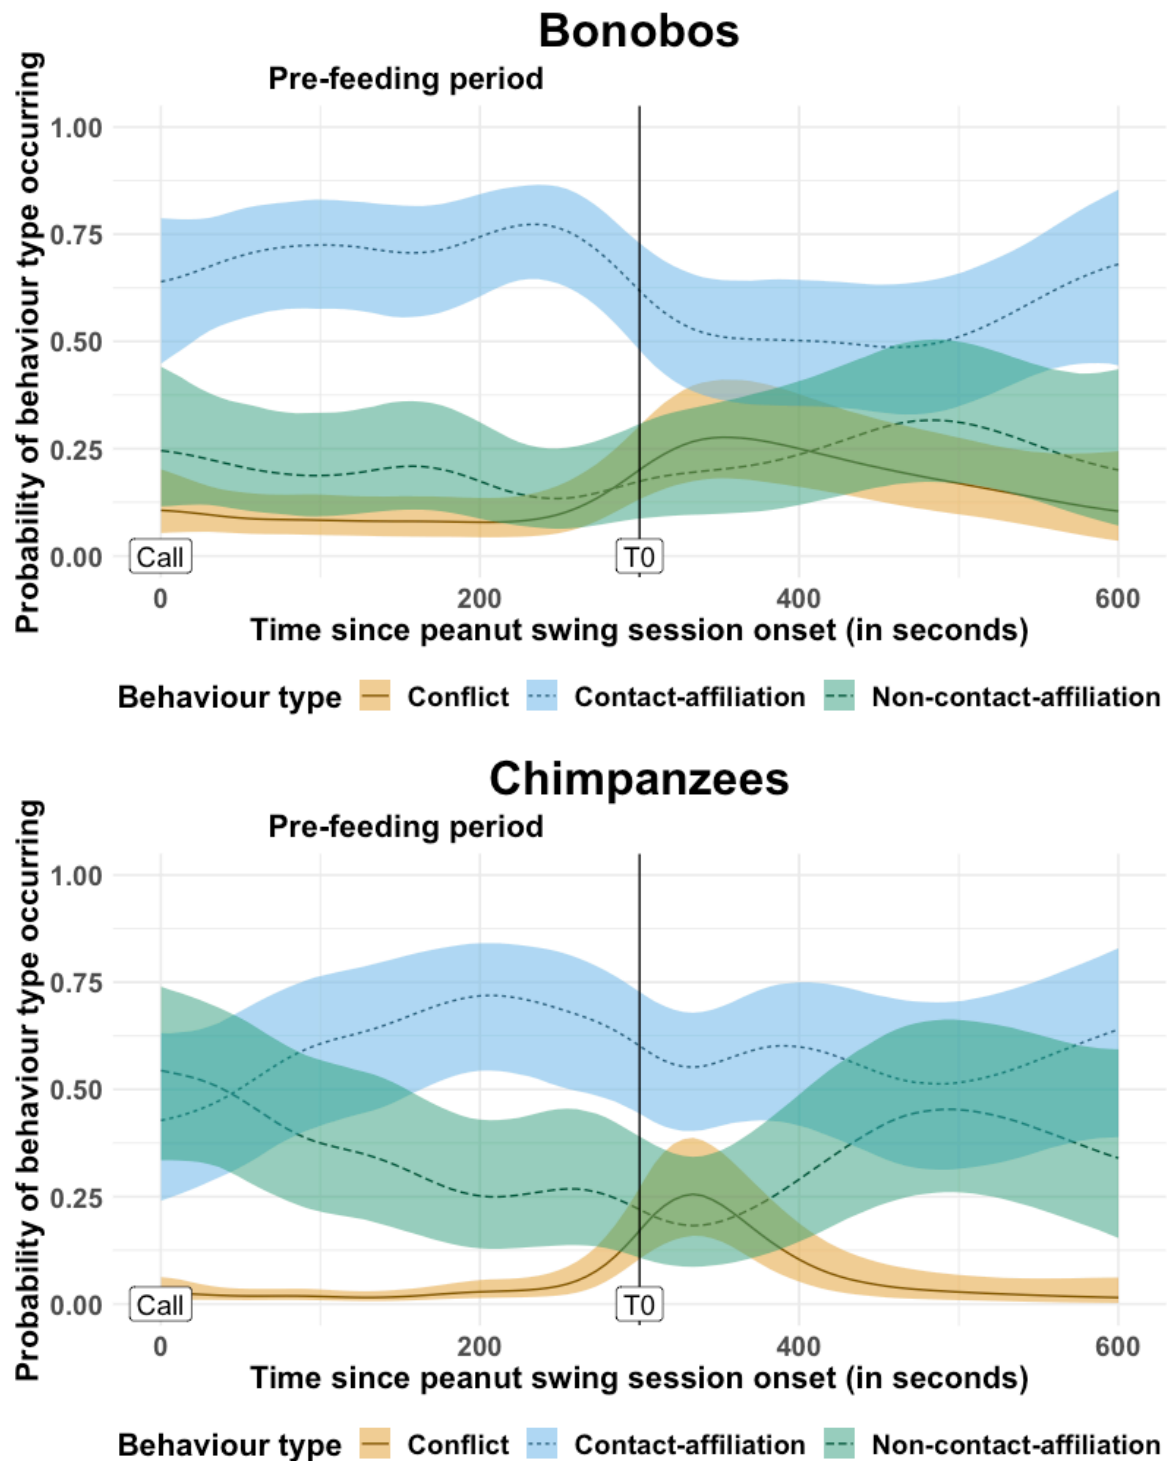 Bonobos
Pre-feeding period
Probability of behaviour type occurring
1.00
0.75
0.50
0.25
0.00
Call
T0
0 200 400 600
Time since peanut swing session onset (in seconds)
Behaviour type Conflict Contact-affiliation Non-contact-affiliation
Chimpanzees
Pre-feeding period
Probability of behaviour type occurring
1.00
0.75
0.50
0.25
0.00
Call
T0
0 200 400 600
Time since peanut swing session onset (in seconds)
Behaviour type Conflict Contact-affiliation Non-contact-affiliation